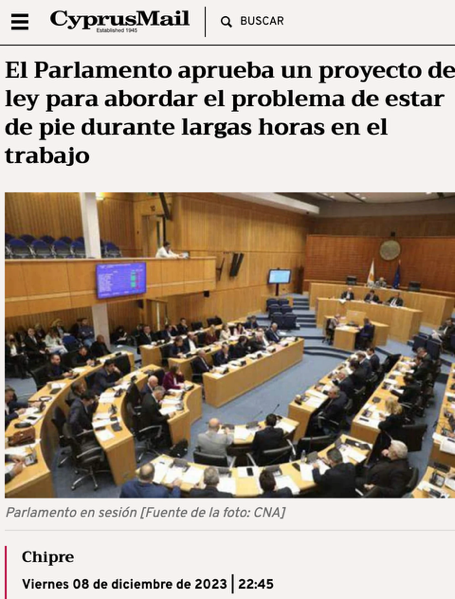 CyprusMail
Established 1945
BUSCAR
El Parlamento aprueba un proyecto de
ley para abordar el problema de estar
de pie durante largas horas en el
trabajo
Parlamento en sesión [Fuente de la foto: CNA]
Chipre
Viernes 08 de diciembre de 2023 | 22:45